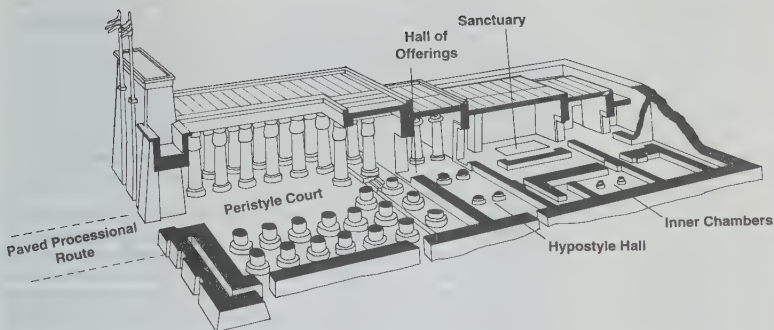 Sanctuary
Hall of
Offerings
Peristyle Court
Paved Processional
Route
Hypostyle Hall
Inner Chambers